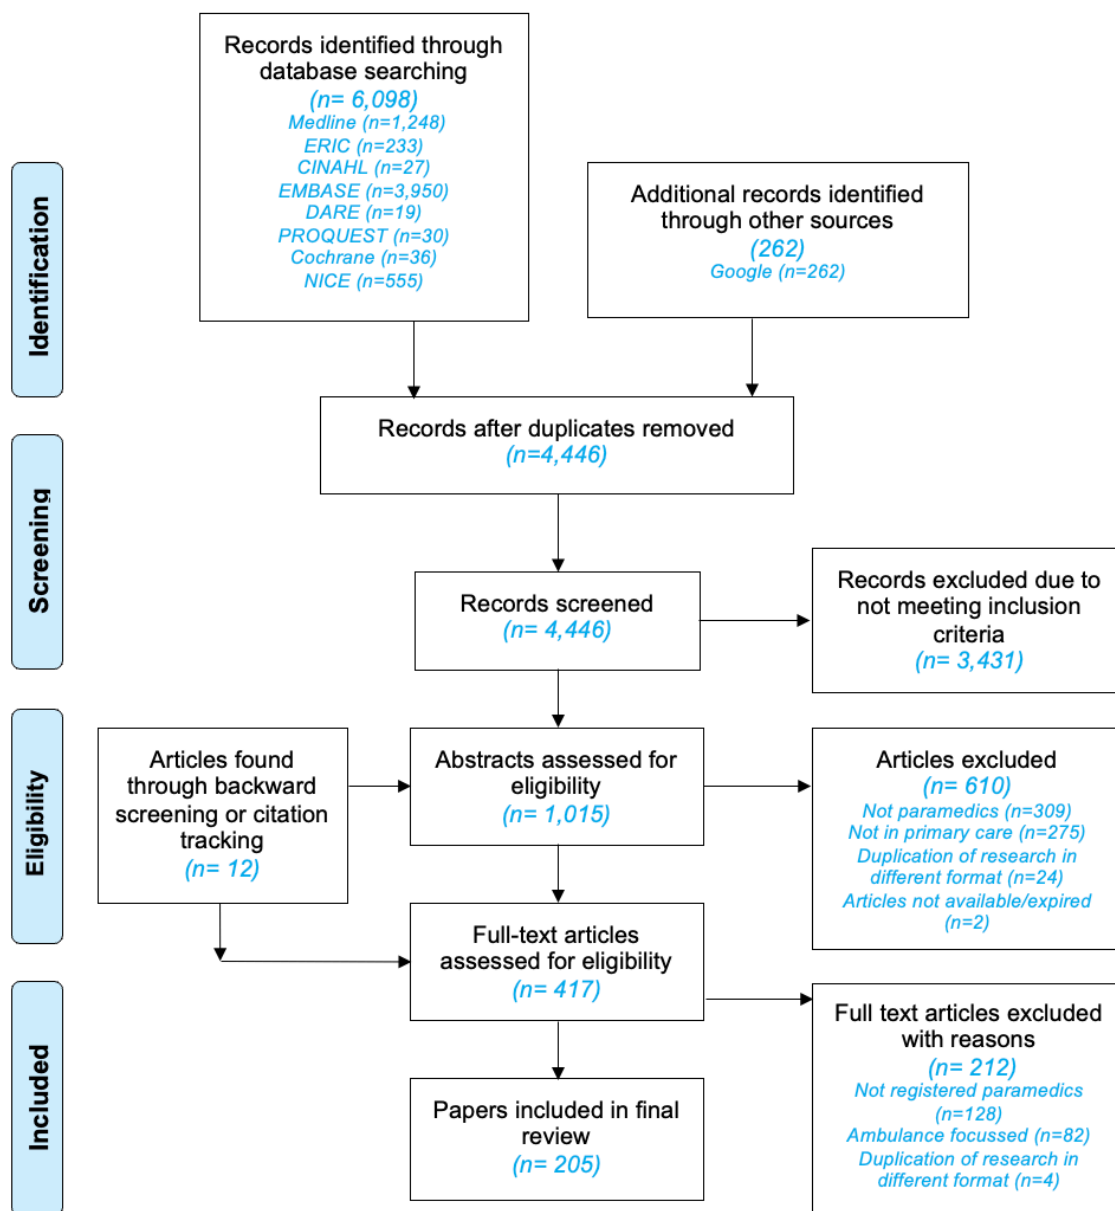 Identification
Records identified through
database searching
(n= 6,098)
Medline (n=1,248)
ERIC (n=233)
CINAHL (n=27)
EMBASE (n=3,950)
DARE (n=19)
PROQUEST (n=30)
Cochrane (n=36)
NICE (n=555)
Additional records identified
through other sources
(262)
Google (n=262)
Records after duplicates removed
(n=4,446)
Screening
Records screened
(n= 4,446)
Records excluded due to
not meeting inclusion
criteria
(n= 3,431)
Eligibility
Articles found
through backward
screening or citation
tracking
(n= 12)
Abstracts assessed for
eligibility
(n= 1,015)
Articles excluded
(n= 610)
Not paramedics (n=309)
Not in primary care (n=275)
Duplication of research in
different format (n=24)
Articles not available/expired
(n=2)
Full-text articles
assessed for eligibility
(n= 417)
Included
Full text articles excluded
with reasons
(n= 212)
Not registered paramedics
(n=128)
Ambulance focussed (n=82)
Duplication of research in
different format (n=4)
Papers included in final
review
(n= 205)